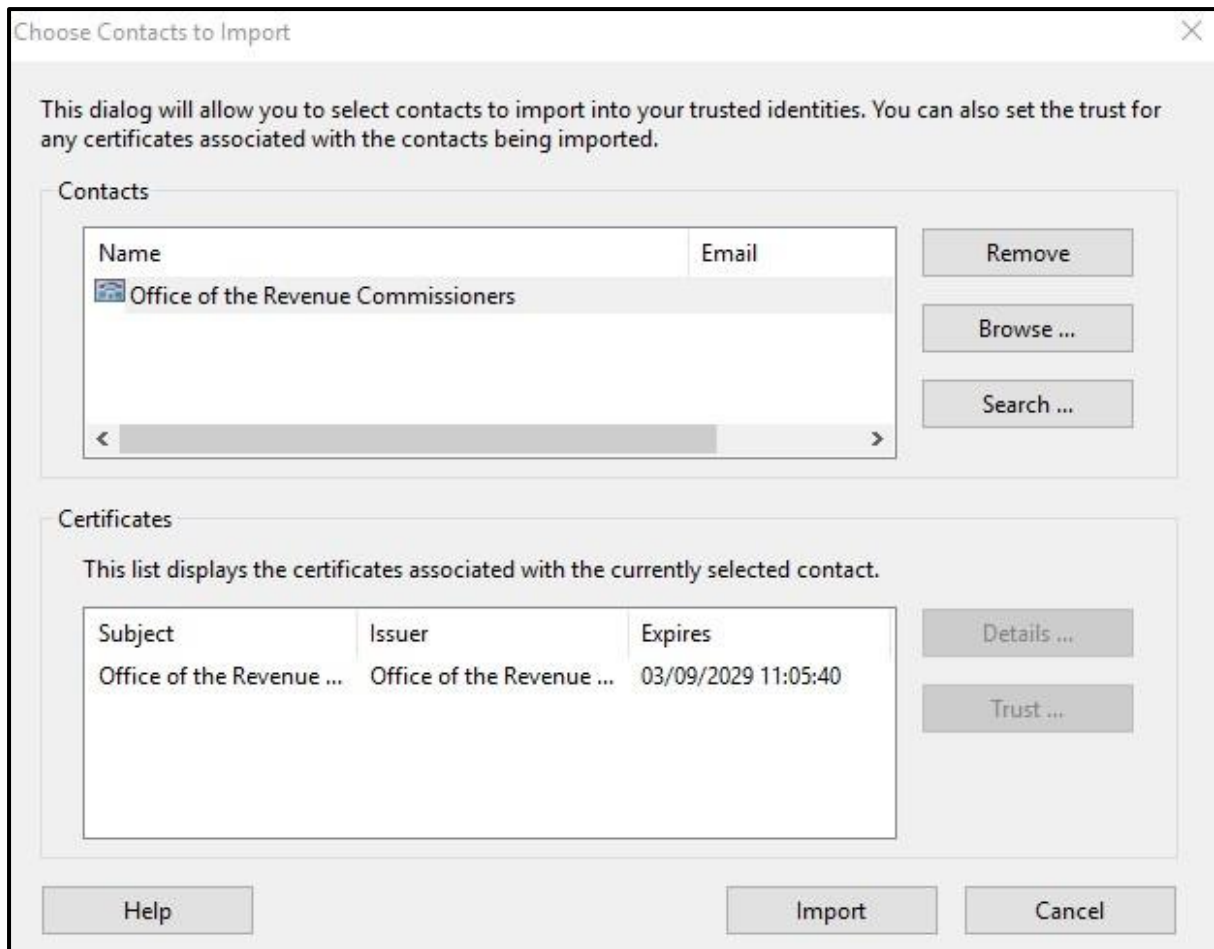 Choose Contacts to Import
This dialog will allow you to select contacts to import into your trusted identities. You can also set the trust for
any certificates associated with the contacts being imported.
Contacts
Name Email
Office of the Revenue Commissioners
Remove
Browse ...
Search ...
Certificates
This list displays the certificates associated with the currently selected contact.
Subject Issuer Expires
Office of the Revenue ... Office of the Revenue ... 03/09/2029 11:05:40
Details ...
Trust ...
Help Import Cancel